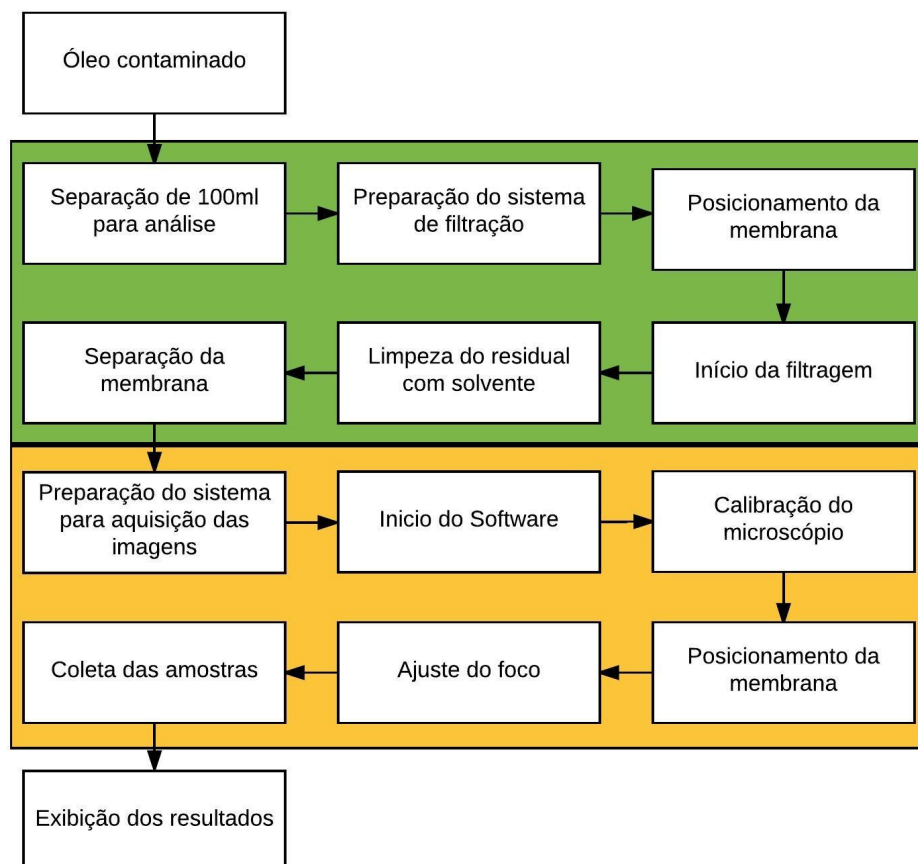 Óleo contaminado
Separação de 100ml
para análise
Preparação do sistema
de filtração
Posicionamento da
membrana
Início da filtragem
Limpeza do residual
com solvente
Separação da
membrana
Preparação do sistema
para aquisição das
imagens
Inicio do Software
Calibração do
microscópio
Posicionamento da
membrana
Ajuste do foco
Coleta das amostras
Exibição dos resultados